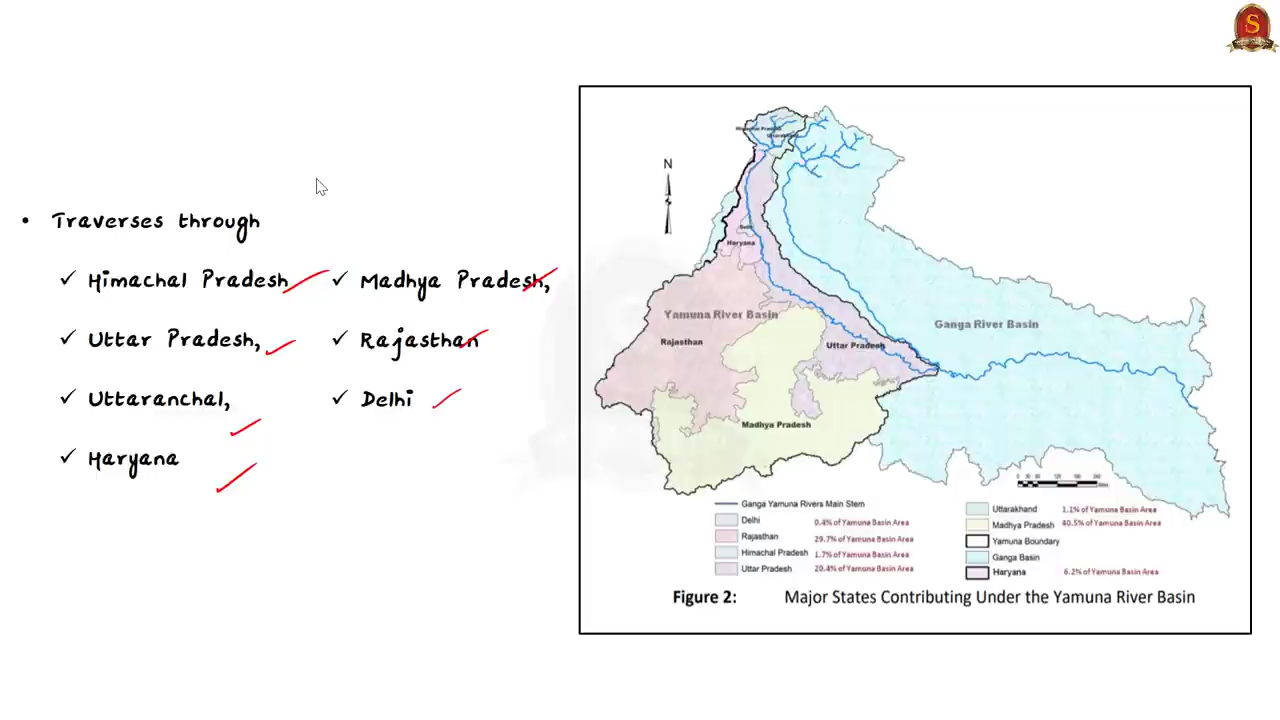 • Traverses through
✓ Himachal Pradesh
✓ Uttar Pradesh,
✓ Uttaranchal,
✓ Haryana
✓ Madhya Pradesh,
✓ Rajasthan
✓ Delhi
S
N
Himachal Pradesh
Uttarakhand
Delhi
Haryana
Yamuna River Basin
Rajasthan
Uttar Pradesh
Madhya Pradesh
Ganga River Basin
Ganga Yamuna Rivers Main Stem
Delhi 0.4% of Yamuna Basin Area
Rajasthan 29.7% of Yamuna Basin Area
Himachal Pradesh 1.7% of Yamuna Basin Area
Uttar Pradesh 20.4% of Yamuna Basin Area
Uttarakhand 1.1% of Yamuna Basin Area
Madhya Pradesh 40.5% of Yamuna Basin Area
Yamuna Boundary
Ganga Basin
Haryana 6.2% of Yamuna Basin Area
Figure 2: Major States Contributing Under the Yamuna River Basin